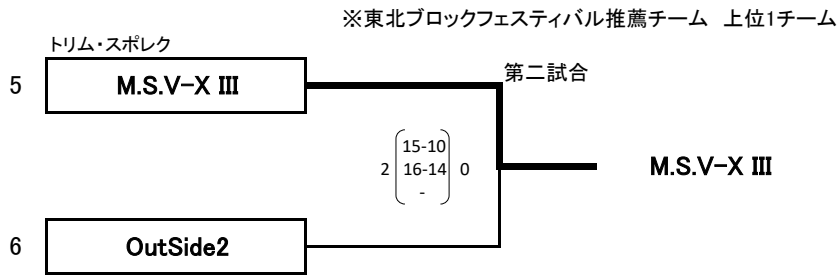 ※東北ブロックフェスティバル推薦チーム 上位1チーム
トリム・スポレク
第二試合
5 M.S.V-X III
15-10
2 16-14 0
-
M.S.V-X III
6 OutSide2